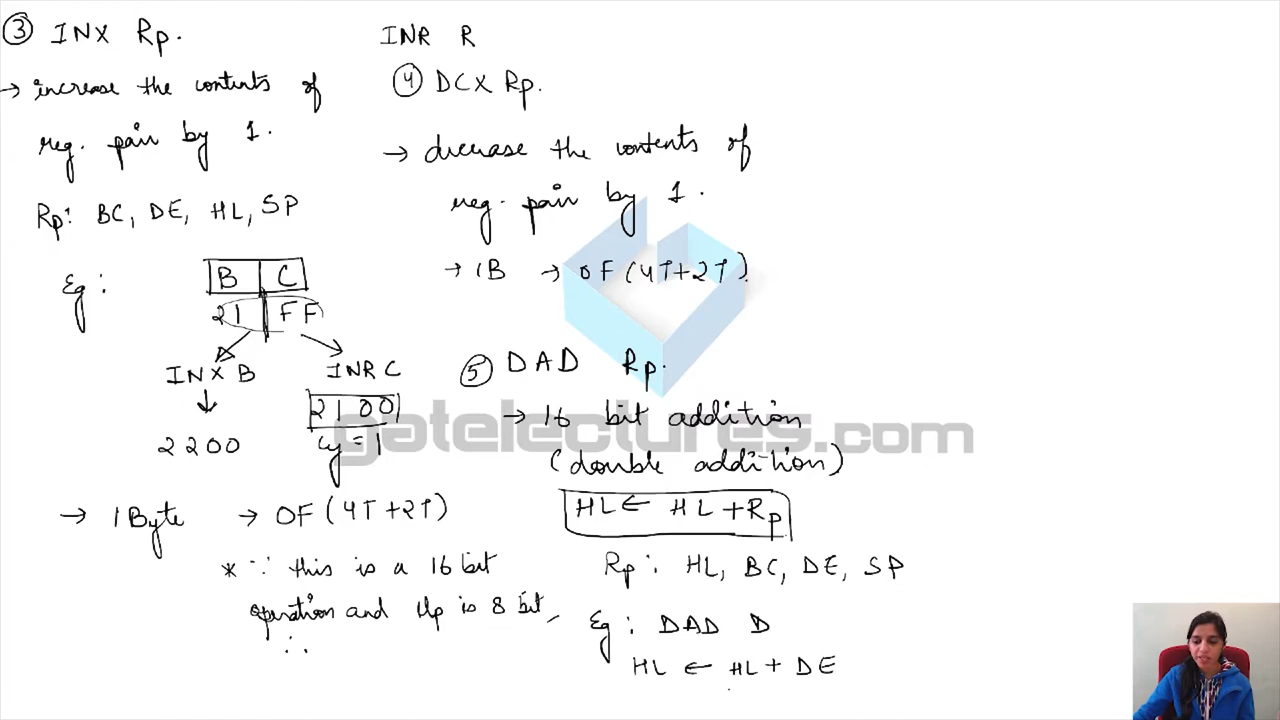 ③ INX Rp.
→ increase the contents of
reg. pair by 1.
Rp: BC, DE, HL, SP
Eg :
B C
21 FF
INX B INR C
↓
2200
2100
cy = 1
→ 1Byte → OF (4T+2T)
* ∵ this is a 16 bit
operation and Up is 8 bit,
∴
INR R
④ DCX Rp.
→ decrease the contents of
reg. pair by 1.
→ 1B → OF (4T+2T)
⑤ DAD Rp.
→ 16 bit addition
(double addition)
HL ← HL + Rp
Rp : HL, BC, DE, SP
Eg : DAD D
HL ← HL + DE
gatelectures.com